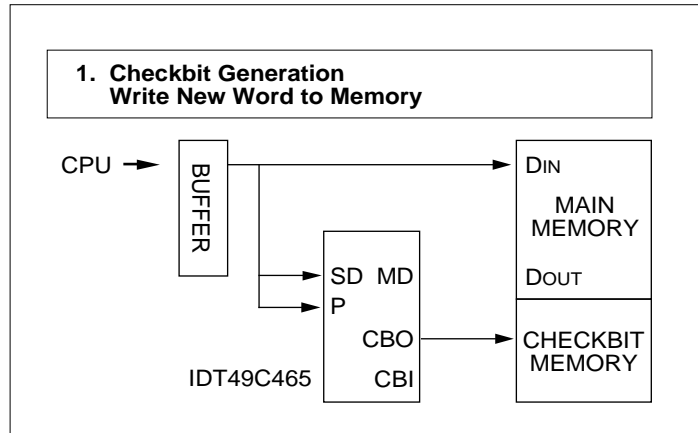 1. Checkbit Generation
Write New Word to Memory
CPU
BUFFER
DIN
MAIN
MEMORY
DOUT
SD MD
P
CBO
CBI
CHECKBIT
MEMORY
IDT49C465